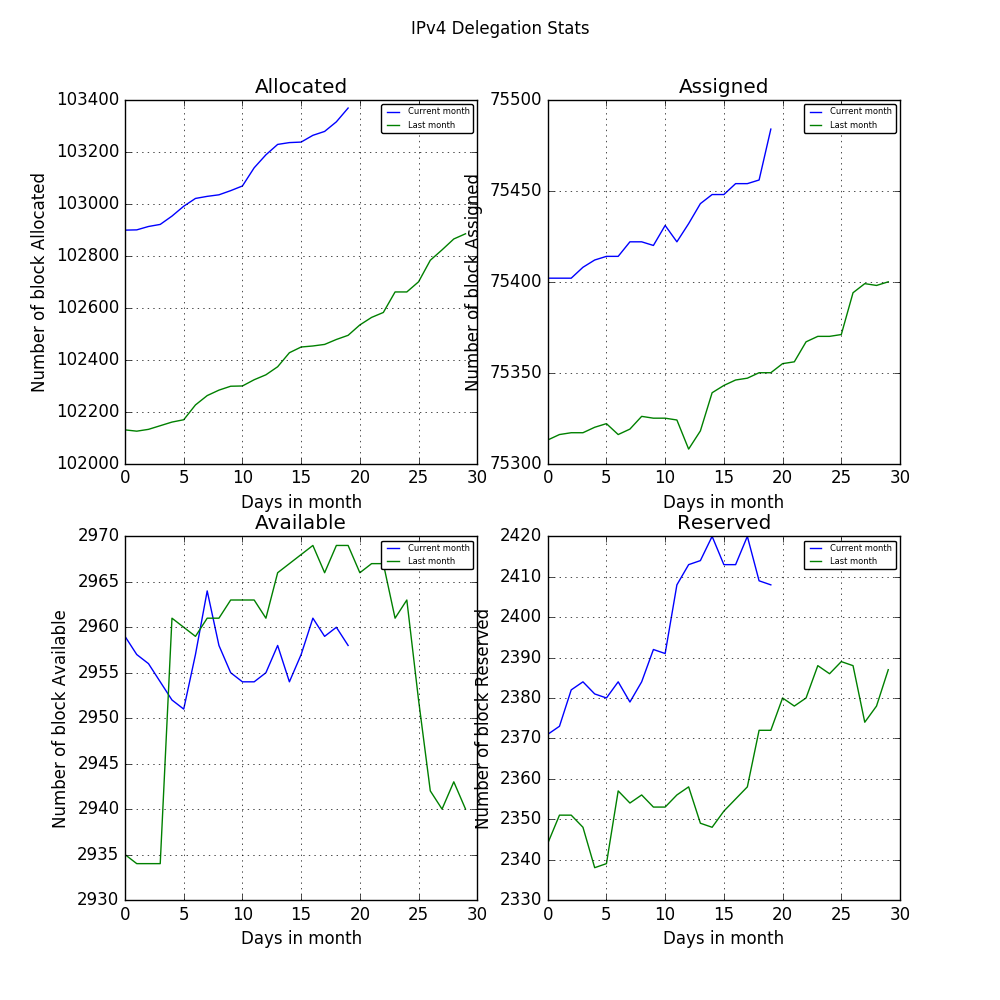 IPv4 Delegation Stats
Allocated
Number of block Allocated
103400
103200
103000
102800
102600
102400
102200
102000
0 5 10 15 20 25 30
Days in month
Current month
Last month
Assigned
Number of block Assigned
75500
75450
75400
75350
75300
0 5 10 15 20 25 30
Days in month
Current month
Last month
Available
Number of block Available
2970
2965
2960
2955
2950
2945
2940
2935
2930
0 5 10 15 20 25 30
Days in month
Current month
Last month
Reserved
Number of block Reserved
2420
2410
2400
2390
2380
2370
2360
2350
2340
2330
0 5 10 15 20 25 30
Days in month
Current month
Last month